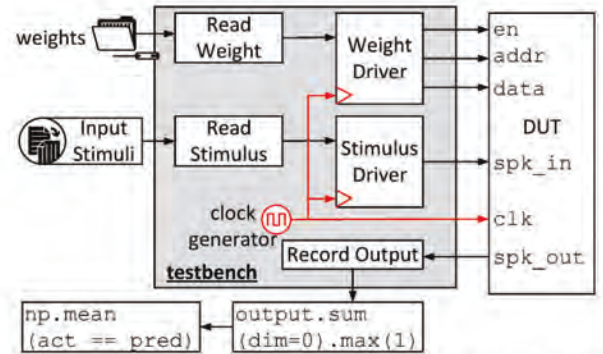 weights
Read
Weight
Weight
Driver
en
addr
data
DUT
Input
Stimuli
Read
Stimulus
Stimulus
Driver
spk_in
clock
generator
clk
Record Output
spk_out
testbench
np.mean
(act == pred)
output.sum
(dim=0).max(1)